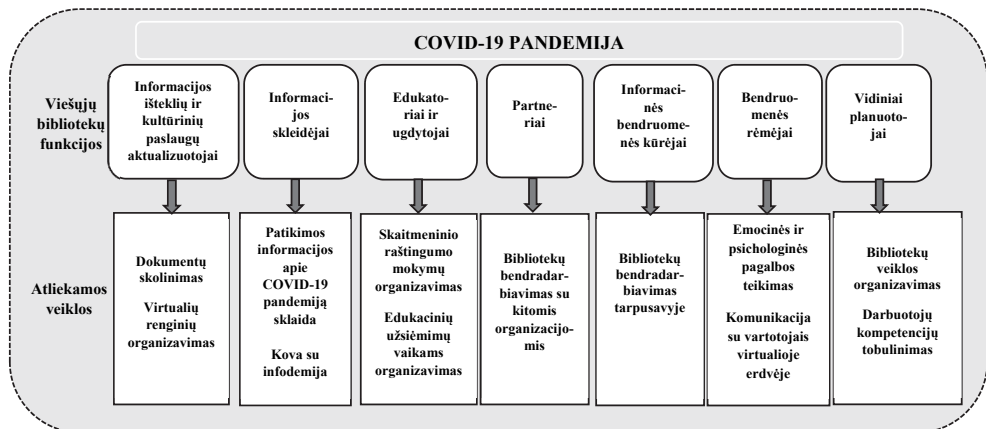 COVID-19 PANDEMIJA
Viešųjų
bibliotekų
funkcijos
Informacijos
išteklių ir
kultūrinių
paslaugų
aktualizuotojai
Informaci-
jos skleidėjai
Edukato-
riai ir
ugdytojai
Partne-
riai
Informaci-
nės
bendruome-
nės kūrėjai
Bendruo-
menės
rėmėjai
Vidiniai
planuoto-
jai
Atliekamos
veiklos
Dokumentų
skolinimas
Virtualių
renginių
organizavimas
Patikimos
informacijos
apie
COVID-19
pandemiją
sklaida
Kova su
infodemija
Skaitmeninio
raštingumo
mokymų
organizavimas
Edukacinių
užsiėmimų
vaikams
organizavimas
Bibliotekų
bendradar-
biavimas su
kitomis
organizacijo-
mis
Bibliotekų
bendradar-
biavimas
tarpusavyje
Emocinės ir
psichologinės
pagalbos
teikimas
Komunikacija
su vartotojais
virtualioje
erdvėje
Bibliotekų
veiklos
organizavimas
Darbuotojų
kompetencijų
tobulinimas